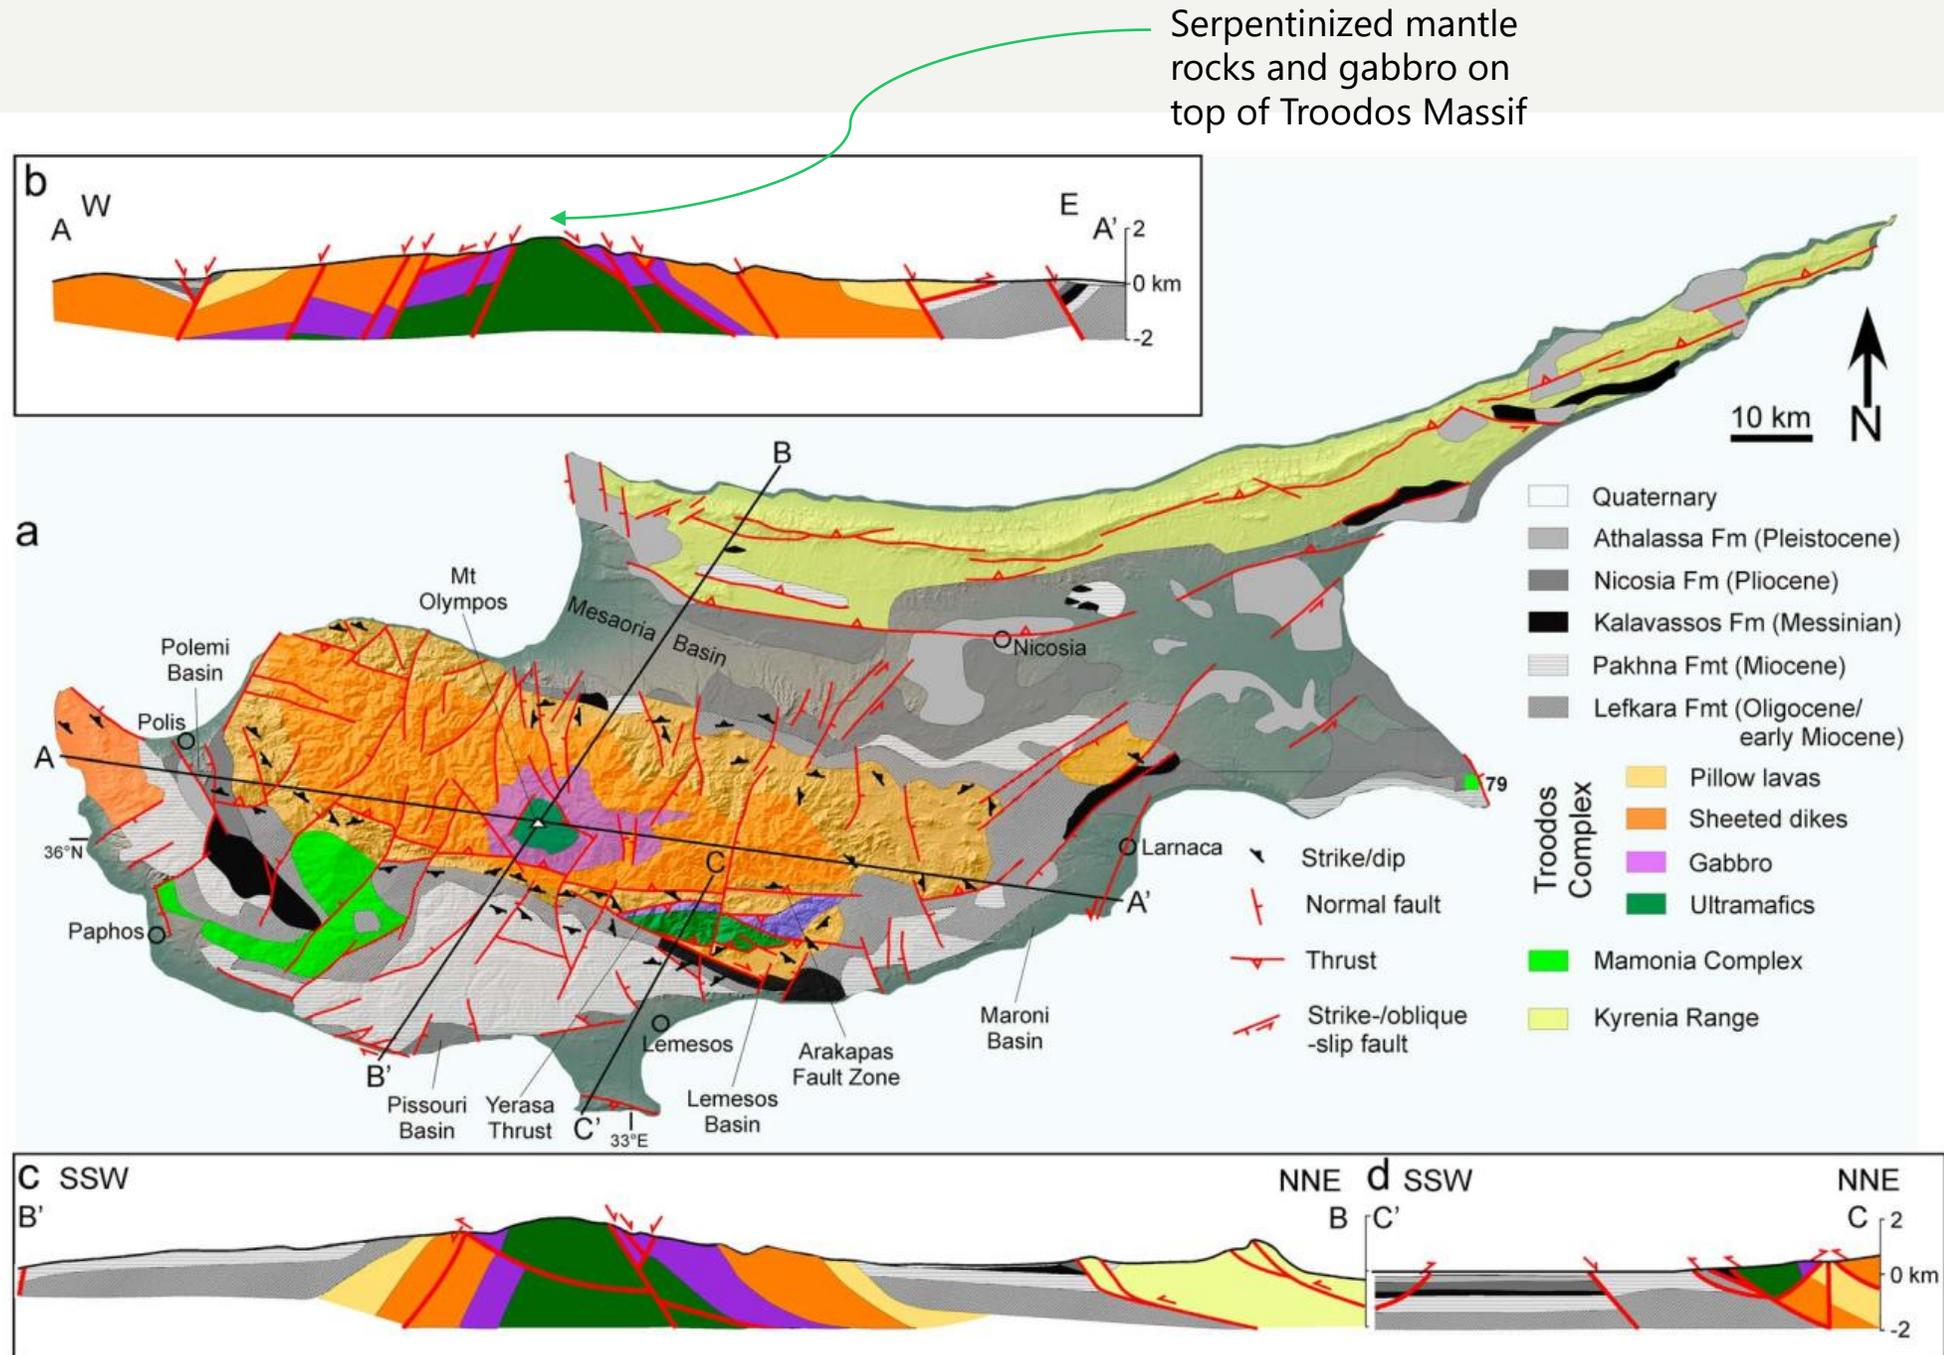 Serpentinized mantle
rocks and gabbro on
top of Troodos Massif
b
W
E
A
A'
2
0 km
-2
a
B
10 km
N
Mt
Olympos
Mesaoria Basin
Nicosia
Polemi
Basin
Polis
A
36°N
Paphos
C
Larnaca
A'
79
B'
Pissouri
Basin
Yerasa
Thrust
C'
33°E
Lemesos
Lemesos
Basin
Arakapas
Fault Zone
Maroni
Basin
Quaternary
Athalassa Fm (Pleistocene)
Nicosia Fm (Pliocene)
Kalavassos Fm (Messinian)
Pakhna Fmt (Miocene)
Lefkara Fmt (Oligocene/
early Miocene)
Troodos
Complex
Pillow lavas
Sheeted dikes
Gabbro
Ultramafics
Mamonia Complex
Kyrenia Range
Strike/dip
Normal fault
Thrust
Strike-/oblique
-slip fault
c SSW
NNE
B'
B
d SSW
NNE
C'
C
2
0 km
-2